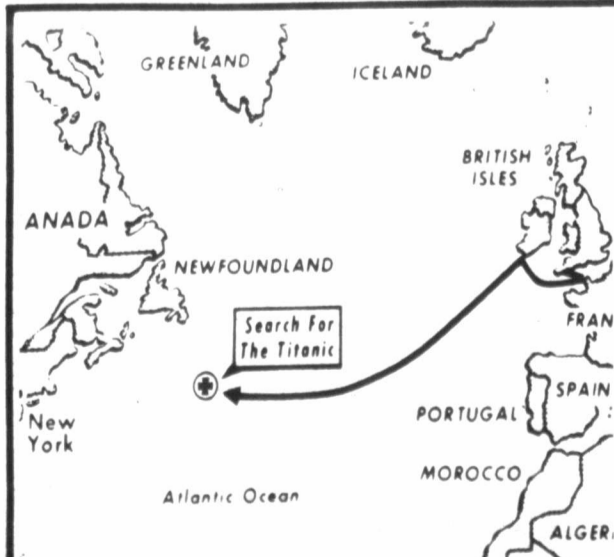 GREENLAND
ICELAND
BRITISH
ISLES
ANADA
NEWFOUNDLAND
Search For
The Titanic
FRAN
SPAIN
PORTUGAL
New
York
MOROCCO
Atlantic Ocean
ALGER